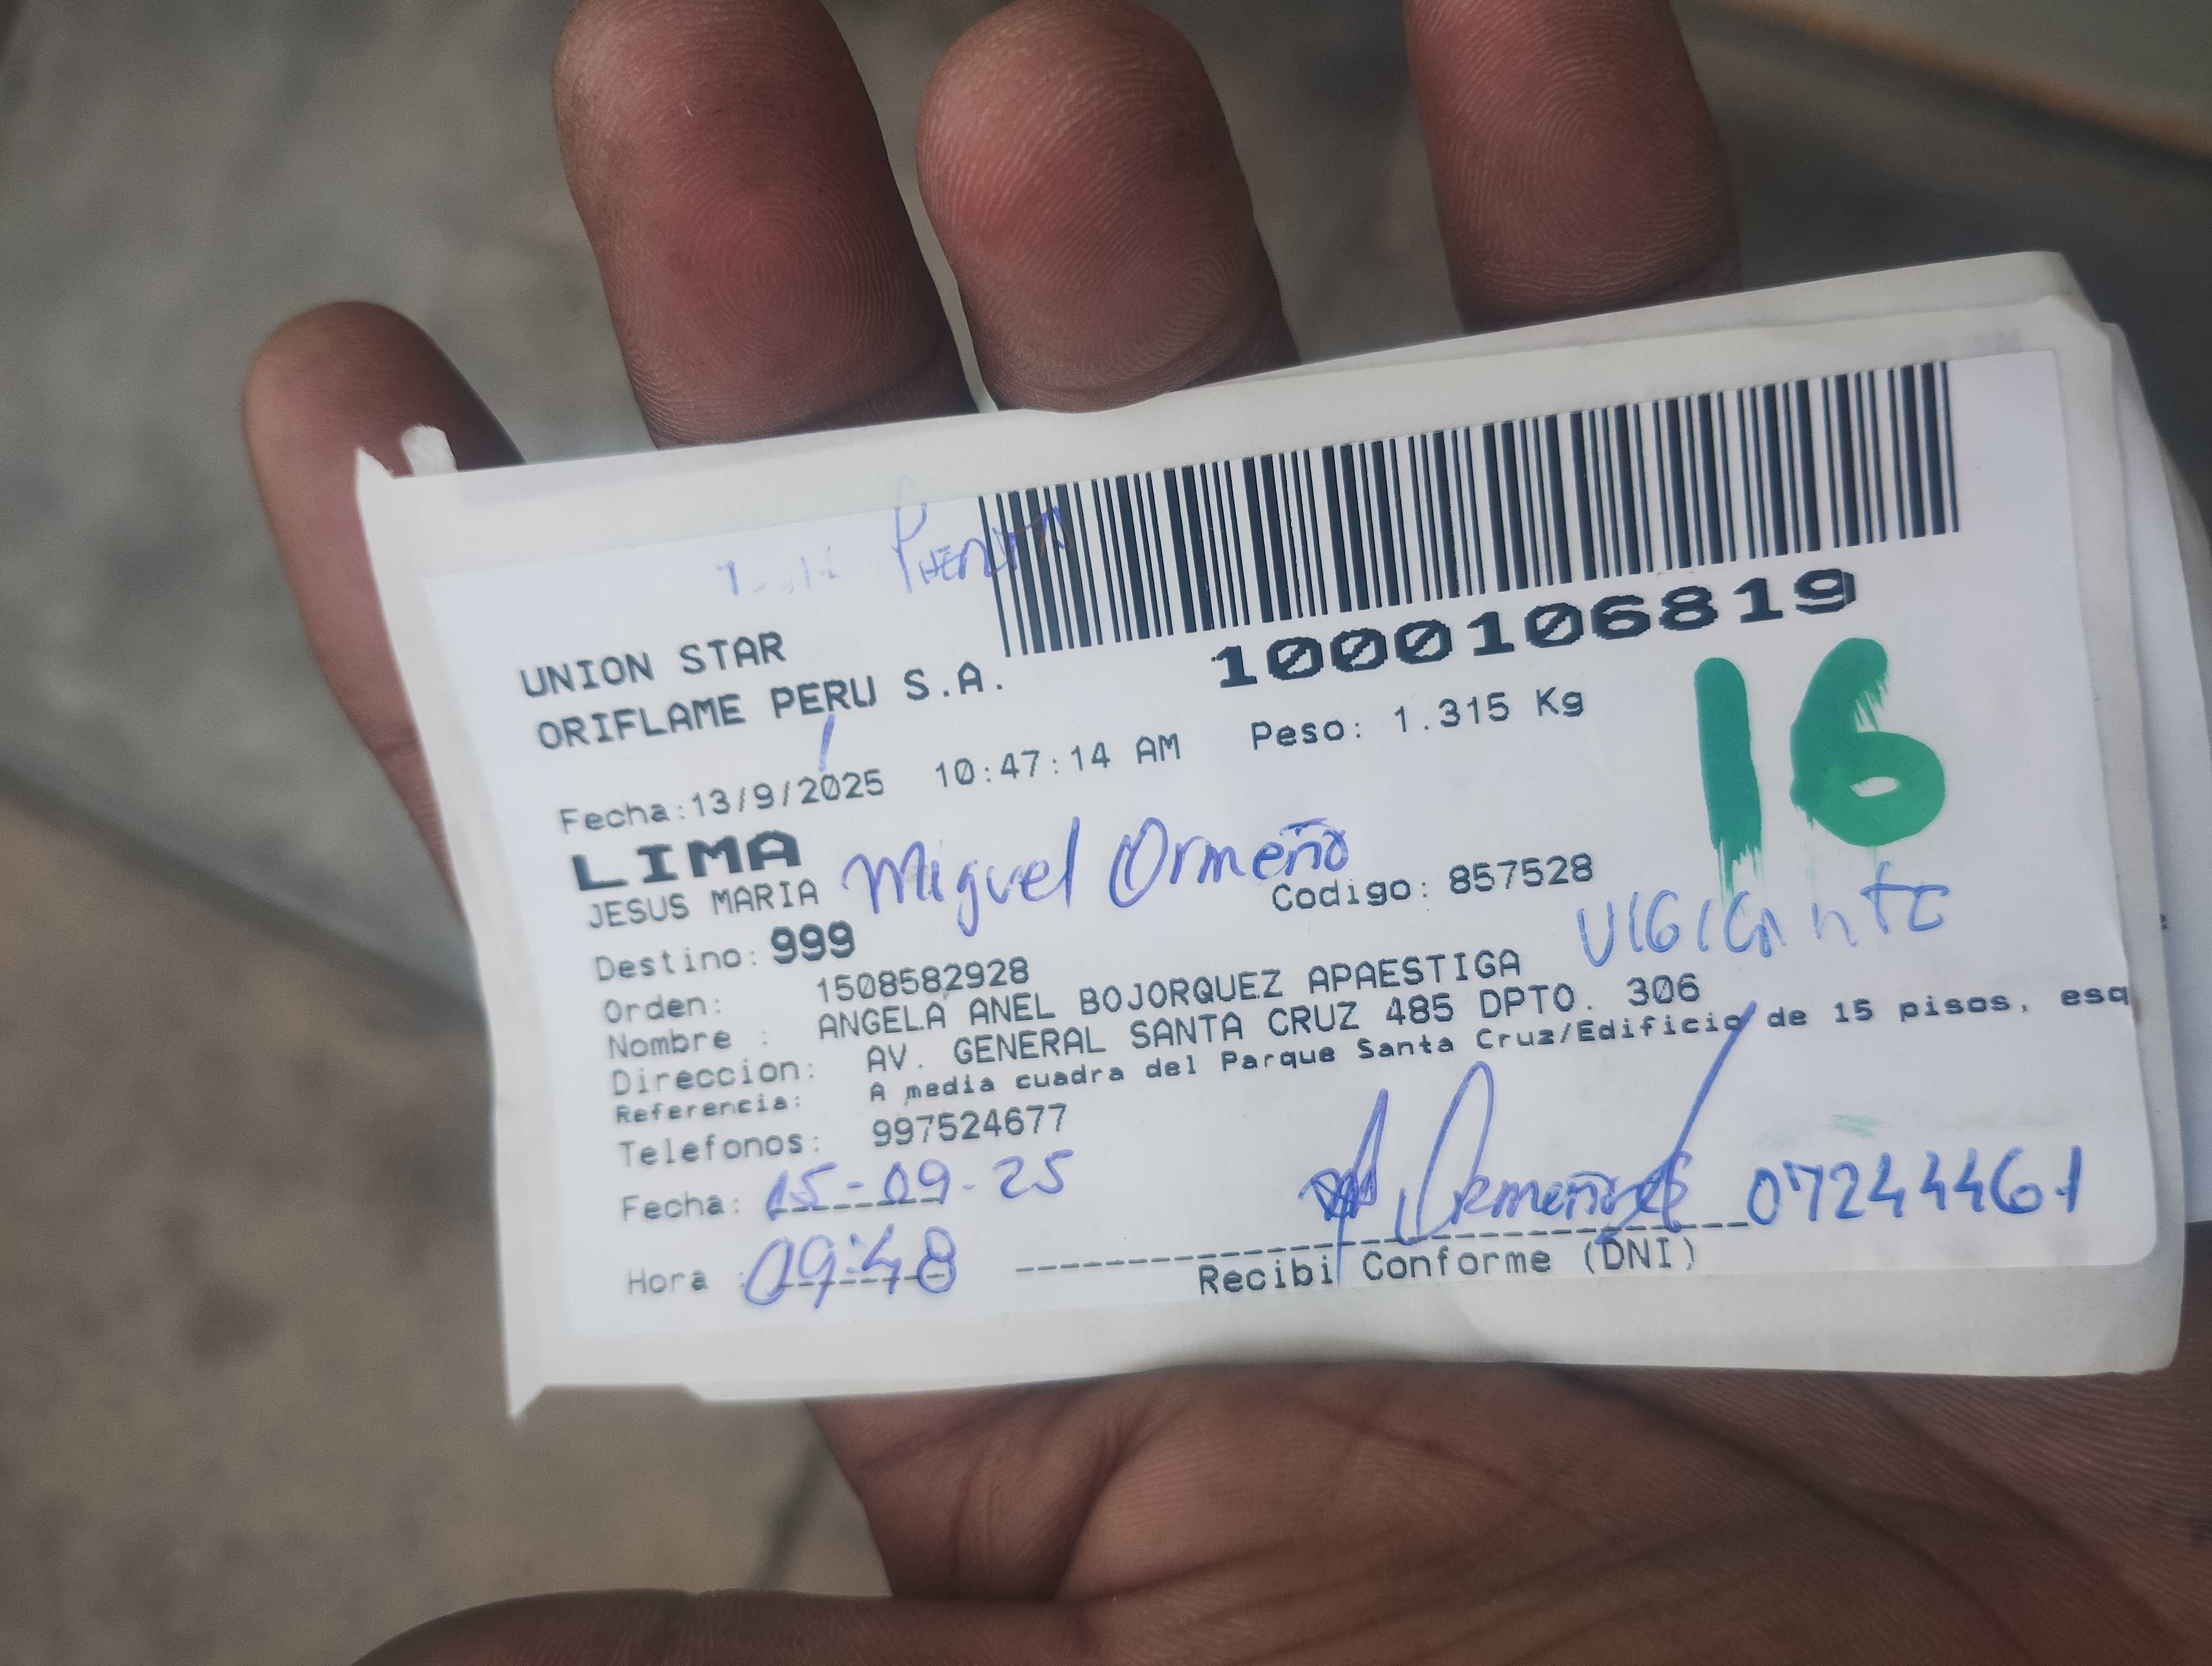 1000106819
UNION STAR
ORIFLAME PERU S.A.
16
Fecha:13/9/2025 10:47:14 AM Peso: 1.315 Kg
LIMA
Miguel Ormeño
JESUS MARIA
Codigo: 857528
Vigilante
Destino: 999
Orden: 1508582928
Nombre : ANGELA ANEL BOJORQUEZ APAESTIGA
Direccion: AV. GENERAL SANTA CRUZ 485 DPTO. 306
Referencia: A media cuadra del Parque Santa Cruz/Edificio de 15 pisos, esq
Telefonos: 997524677
Fecha: 15-09-25
Ormeño 07244461
Hora : 09:48
Recibi Conforme (DNI)